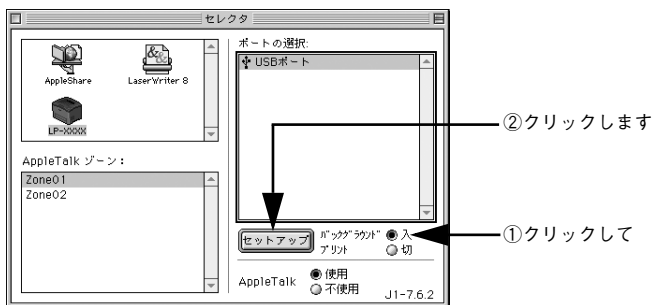 セレクタ
AppleShare
LaserWriter 8
LP-XXXX
ポートの選択:
USBポート
②クリックします
AppleTalk ゾーン:
Zone01
Zone02
セットアップ
バックグラウンド
プリント
入
切
①クリックして
AppleTalk
使用
不使用
J1-7.6.2